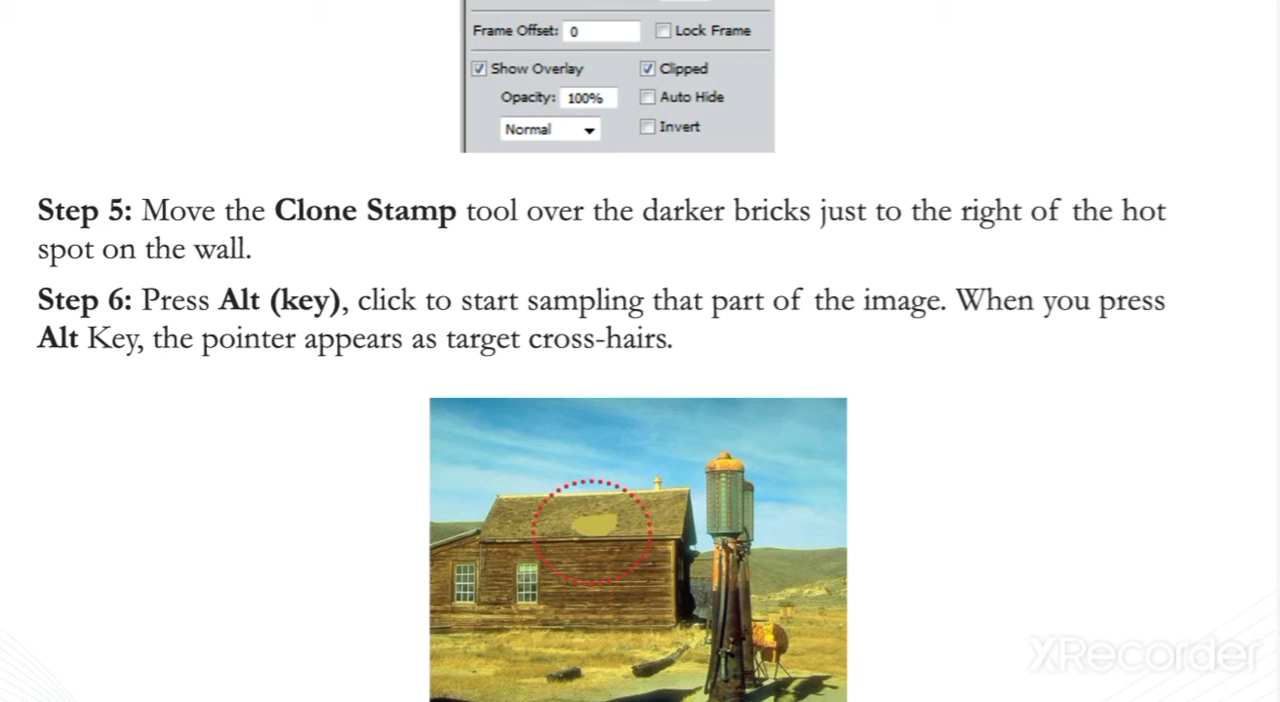 Frame Offset: 0 Lock Frame
Show Overlay Clipped
Opacity: 100% Auto Hide
Normal Invert
Step 5: Move the Clone Stamp tool over the darker bricks just to the right of the hot
spot on the wall.
Step 6: Press Alt (key), click to start sampling that part of the image. When you press
Alt Key, the pointer appears as target cross-hairs.
XRecorder